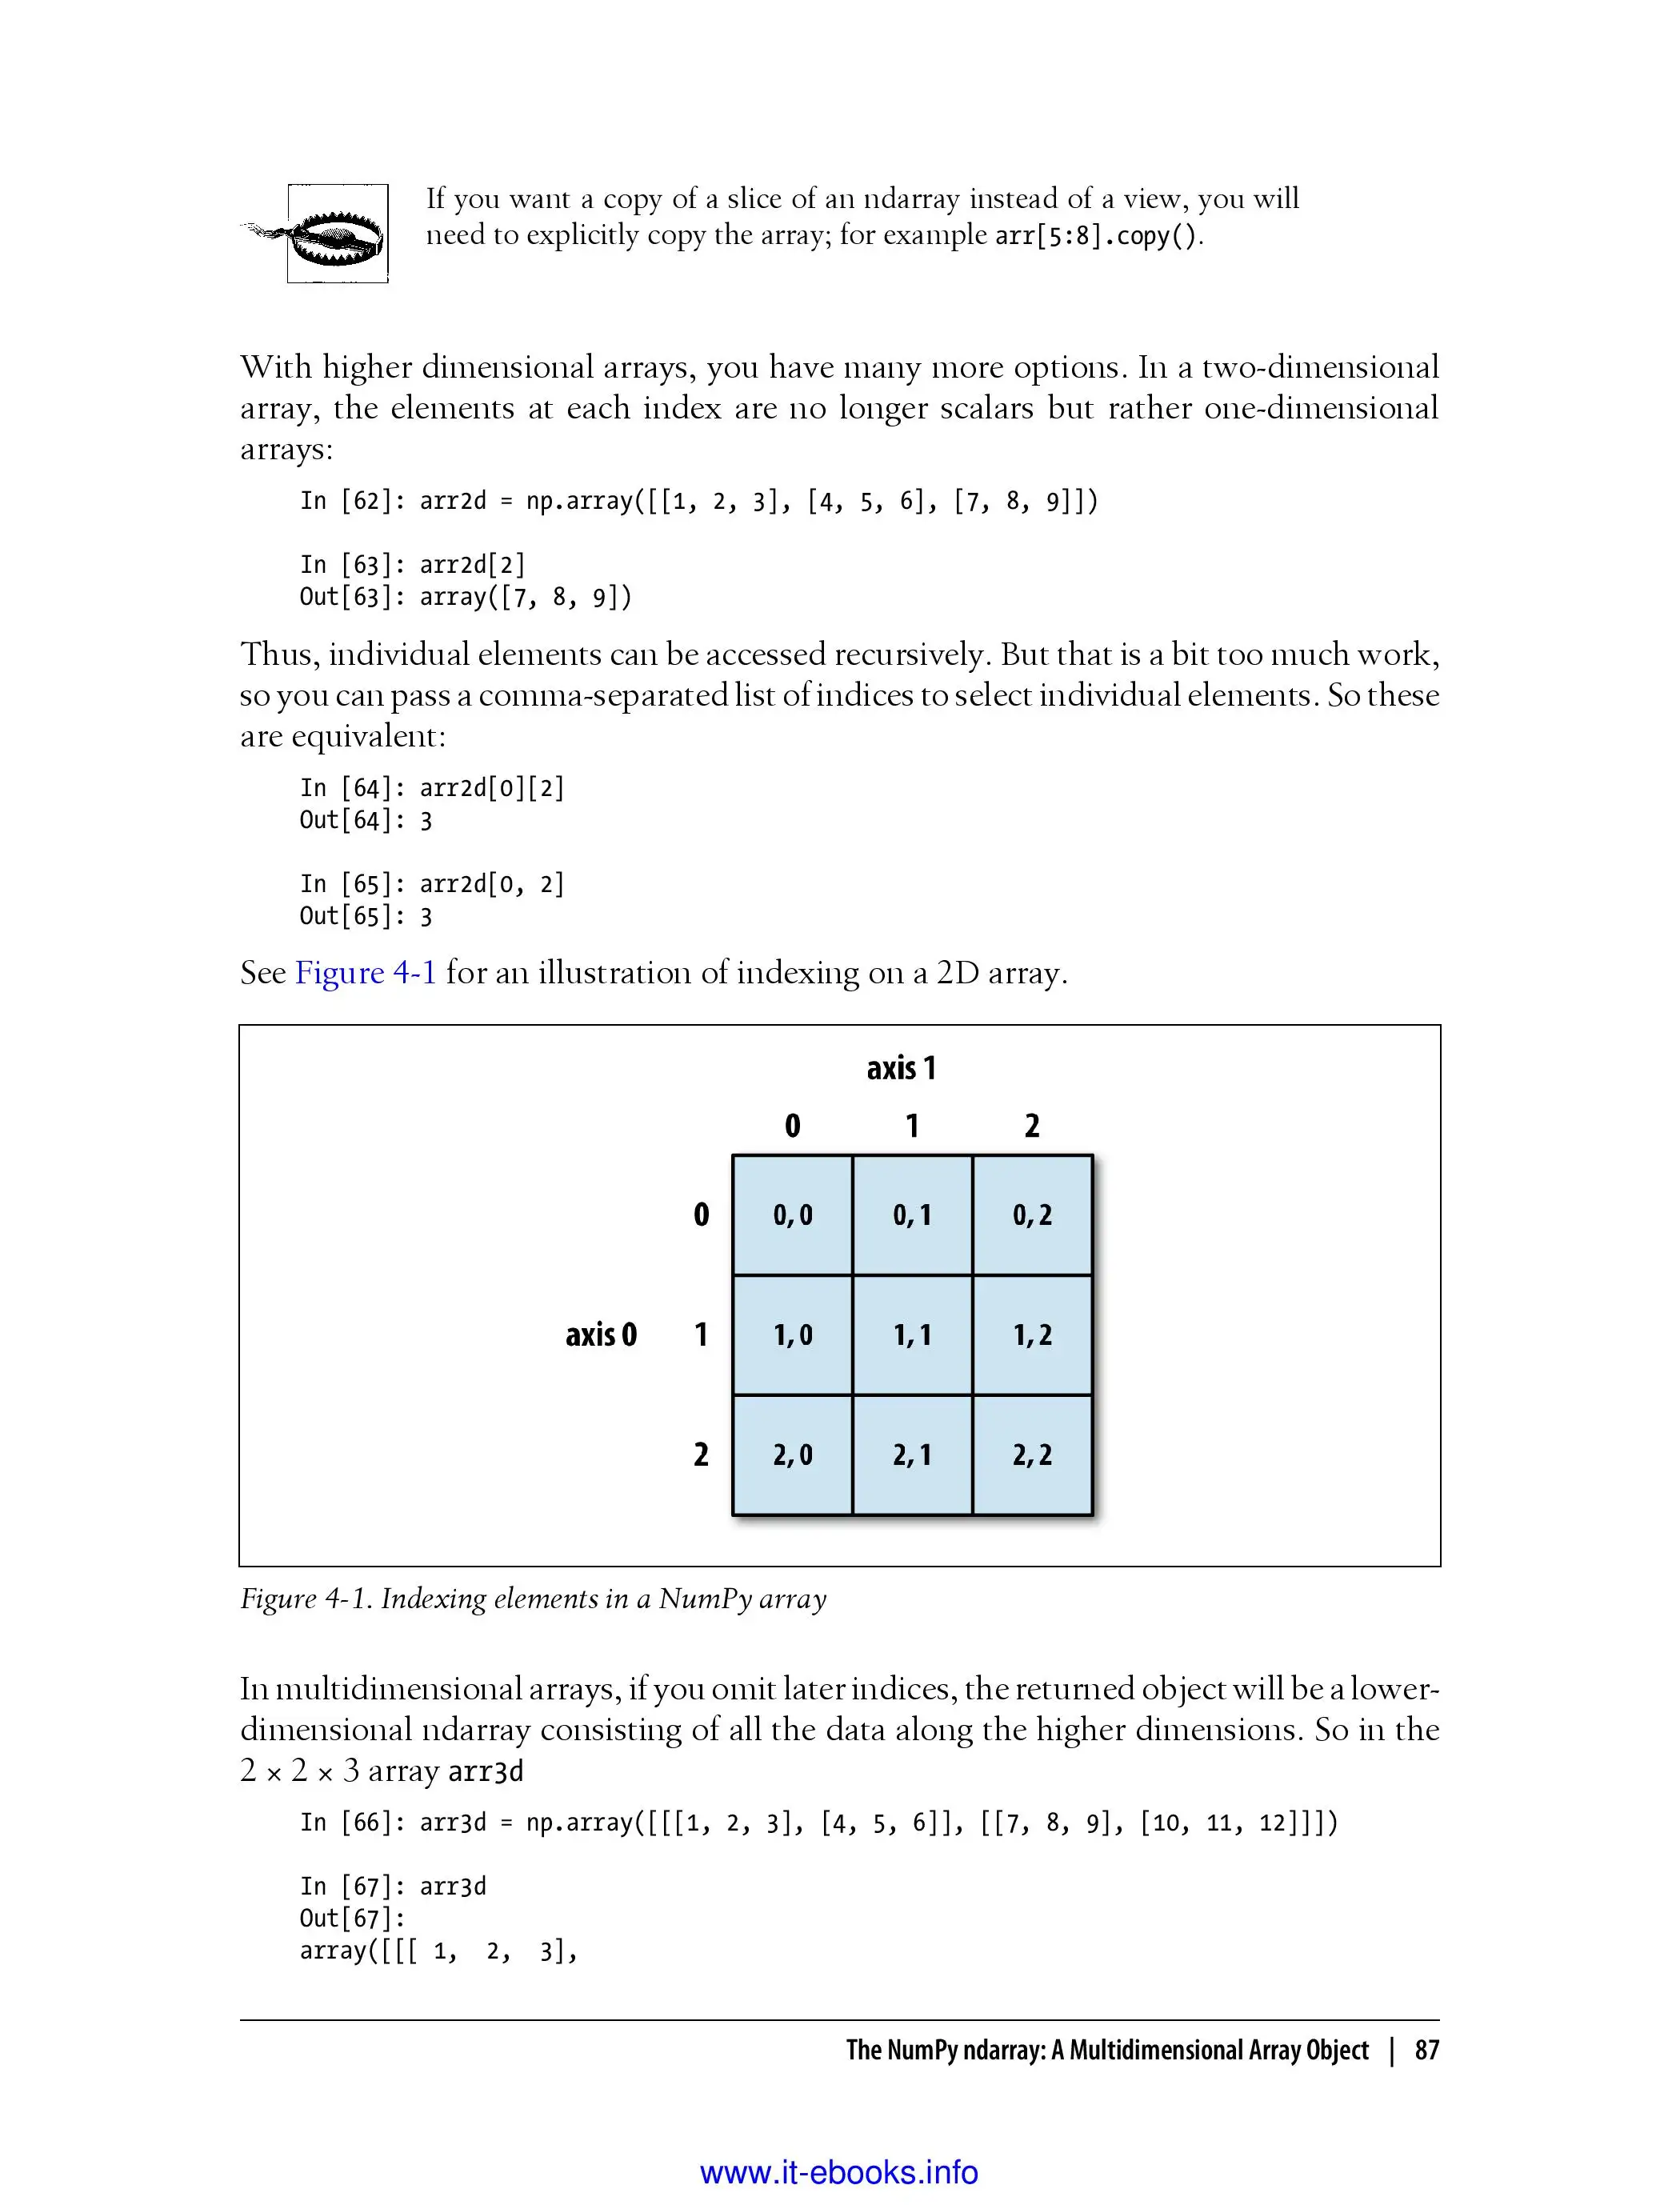 If you want a copy of a slice of an ndarray instead of a view, you will
need to explicitly copy the array; for example arr[5:8].copy().
With higher dimensional arrays, you have many more options. In a two-dimensional
array, the elements at each index are no longer scalars but rather one-dimensional
arrays:
In [62]: arr2d = np.array([[1, 2, 3], [4, 5, 6], [7, 8, 9]])
In [63]: arr2d[2]
Out[63]: array([7, 8, 9])
Thus, individual elements can be accessed recursively. But that is a bit too much work,
so you can pass a comma-separated list of indices to select individual elements. So these
are equivalent:
In [64]: arr2d[0][2]
Out[64]: 3
In [65]: arr2d[0, 2]
Out[65]: 3
See Figure 4-1 for an illustration of indexing on a 2D array.
axis 1
0 1 2
0 0, 0 0, 1 0, 2
axis 0 1 1, 0 1, 1 1, 2
2 2, 0 2, 1 2, 2
Figure 4-1. Indexing elements in a NumPy array
In multidimensional arrays, if you omit later indices, the returned object will be a lower-
dimensional ndarray consisting of all the data along the higher dimensions. So in the
2 × 2 × 3 array arr3d
In [66]: arr3d = np.array([[[1, 2, 3], [4, 5, 6]], [[7, 8, 9], [10, 11, 12]]])
In [67]: arr3d
Out[67]:
array([[[ 1, 2, 3],
The NumPy ndarray: A Multidimensional Array Object | 87
www.it-ebooks.info